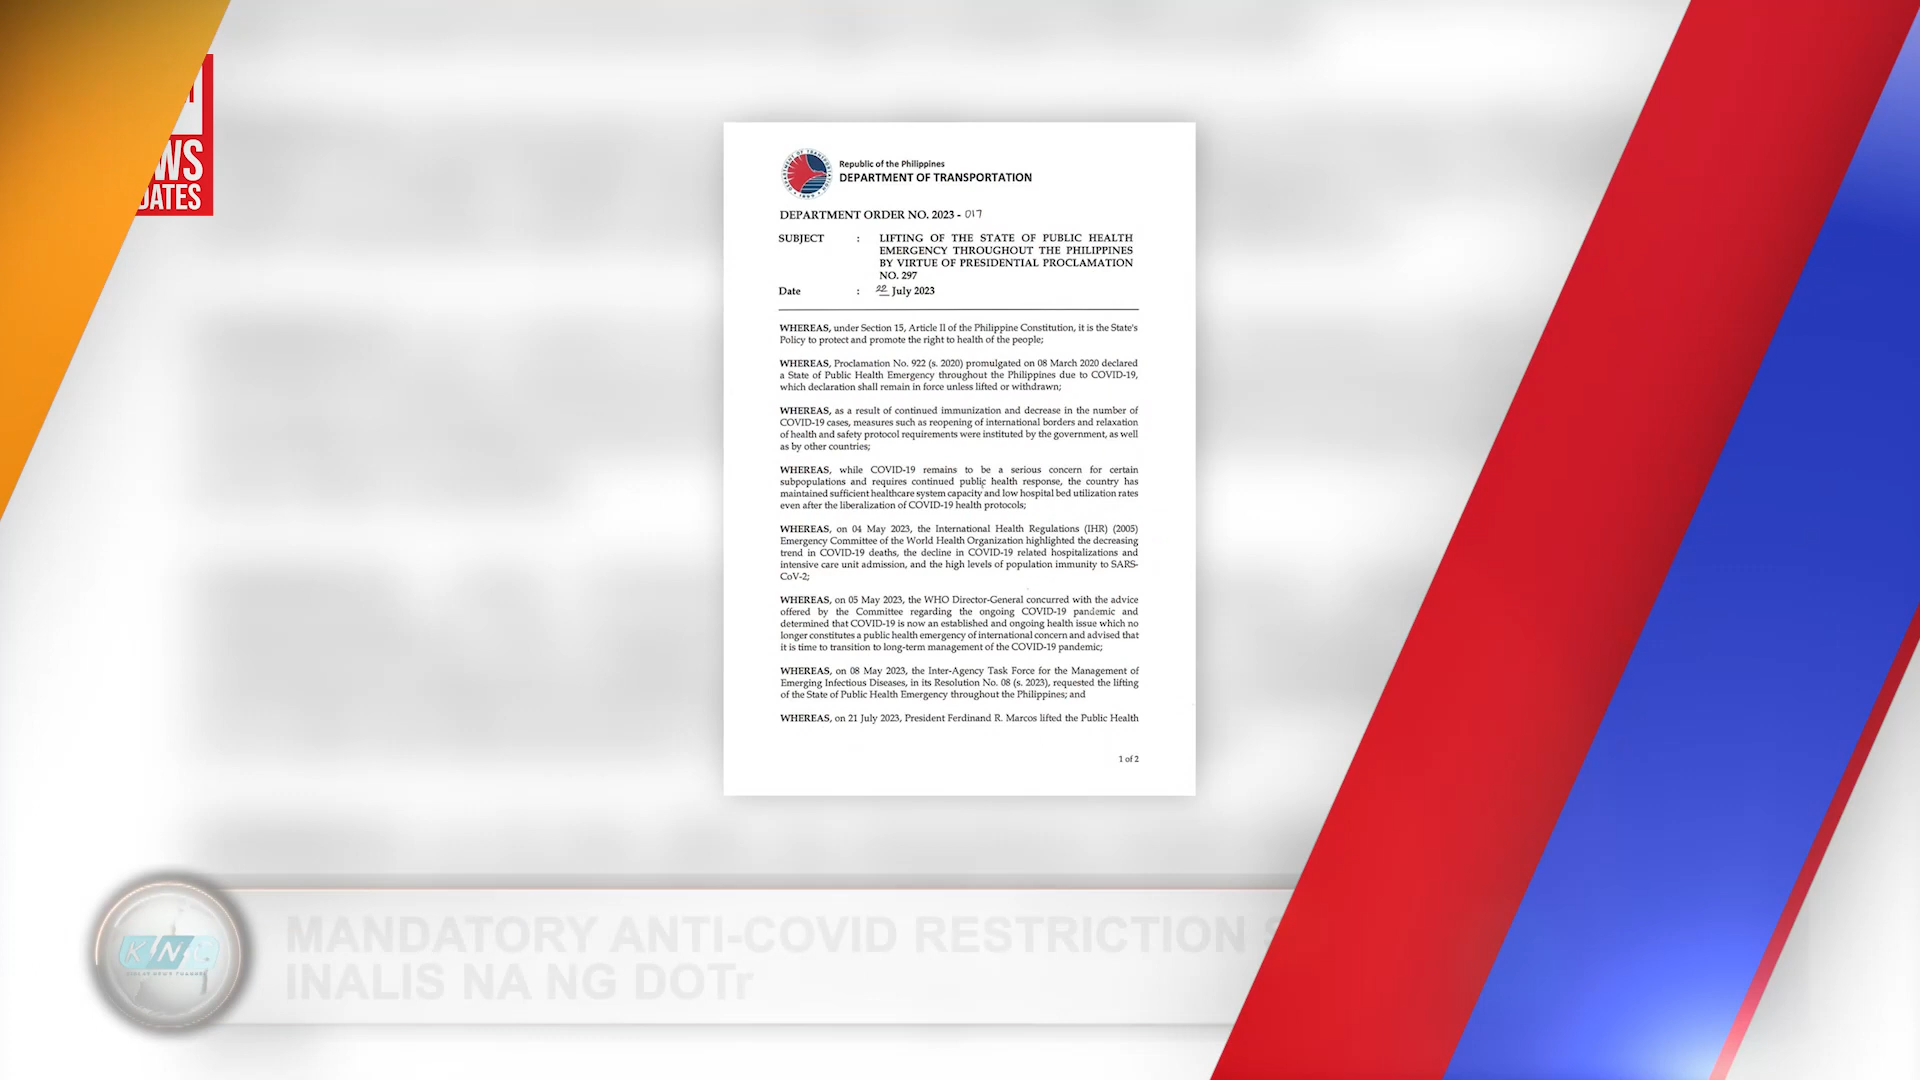 WS
DATES
Republic of the Philippines
DEPARTMENT OF TRANSPORTATION
DEPARTMENT ORDER NO. 2023 - 017
SUBJECT : LIFTING OF THE STATE OF PUBLIC HEALTH
EMERGENCY THROUGHOUT THE PHILIPPINES
BY VIRTUE OF PRESIDENTIAL PROCLAMATION
NO. 297
Date : 22 July 2023
WHEREAS, under Section 15, Article II of the Philippine Constitution, it is the State's
Policy to protect and promote the right to health of the people;
WHEREAS, Proclamation No. 922 (s. 2020) promulgated on 08 March 2020 declared
a State of Public Health Emergency throughout the Philippines due to COVID-19,
which declaration shall remain in force unless lifted or withdrawn;
WHEREAS, as a result of continued immunization and decrease in the number of
COVID-19 cases, measures such as reopening of international borders and relaxation
of health and safety protocol requirements were instituted by the government, as well
as by other countries;
WHEREAS, while COVID-19 remains to be a serious concern for certain
subpopulations and requires continued public health response, the country has
maintained sufficient healthcare system capacity and low hospital bed utilization rates
even after the liberalization of COVID-19 health protocols;
WHEREAS, on 04 May 2023, the International Health Regulations (IHR) (2005)
Emergency Committee of the World Health Organization highlighted the decreasing
trend in COVID-19 deaths, the decline in COVID-19 related hospitalizations and
intensive care unit admission, and the high levels of population immunity to SARS-
CoV-2;
WHEREAS, on 05 May 2023, the WHO Director-General concurred with the advice
offered by the Committee regarding the ongoing COVID-19 pandemic and
determined that COVID-19 is now an established and ongoing health issue which no
longer constitutes a public health emergency of international concern and advised that
it is time to transition to long-term management of the COVID-19 pandemic;
WHEREAS, on 08 May 2023, the Inter-Agency Task Force for the Management of
Emerging Infectious Diseases, in its Resolution No. 08 (s. 2023), requested the lifting
of the State of Public Health Emergency throughout the Philippines; and
WHEREAS, on 21 July 2023, President Ferdinand R. Marcos lifted the Public Health
1 of 2
MANDATORY ANTI-COVID RESTRICTION
INALIS NA NG DOTr
KNC